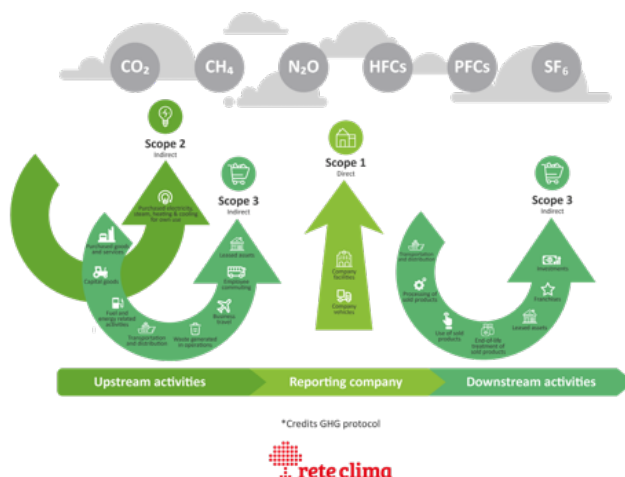 CO₂
CH₄
N₂O
HFCs
PFCs
SF₆
Scope 2
Indirect
Purchased electricity,
steam, heating & cooling
for own use
Scope 3
Indirect
Purchased goods
and services
Capital goods
Fuel and
energy related
activities
Transportation
and distribution
Waste generated
in operations
Business
travel
Employee
commuting
Leased assets
Scope 1
Direct
Company
facilities
Company
vehicles
Scope 3
Indirect
Transportation
and distribution
Processing of
sold products
Use of sold
products
End-of-life
treatment of
sold products
Leased assets
Franchises
Investments
Upstream activities
Reporting company
Downstream activities
*Credits GHG protocol
rete clima